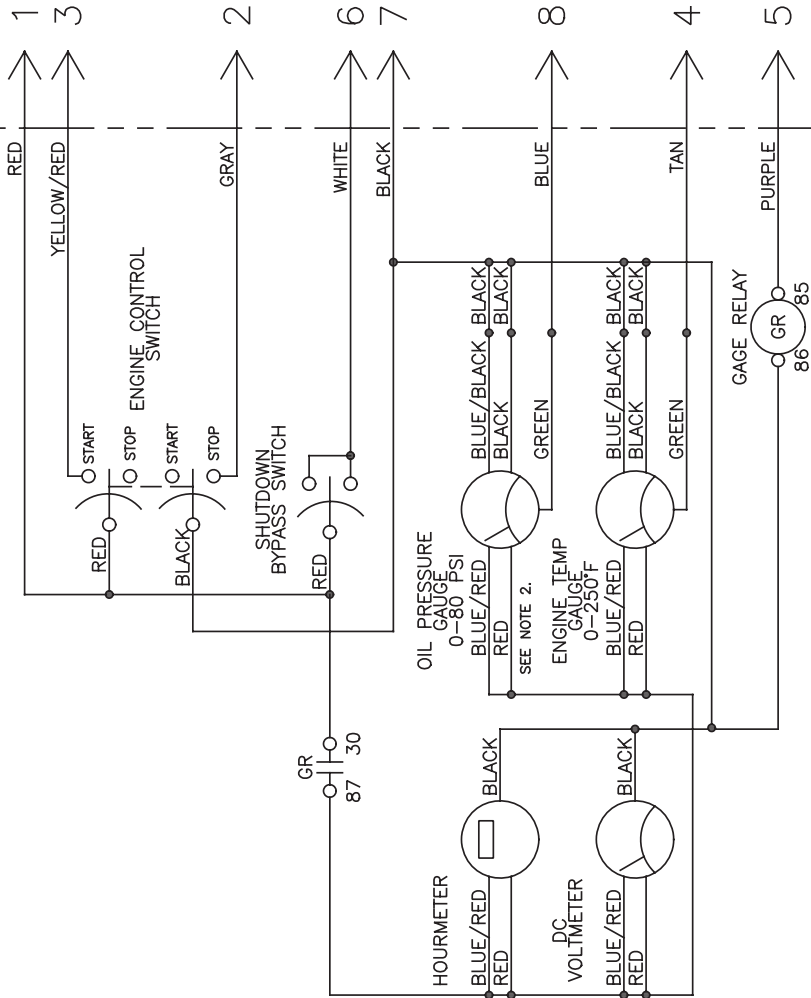 1
3
2
6
7
8
4
5
RED
YELLOW/RED
GRAY
WHITE
BLACK
BLUE
TAN
PURPLE
ENGINE CONTROL
SWITCH
START
STOP
START
STOP
RED
BLACK
SHUTDOWN
BYPASS SWITCH
RED
BLACK
BLACK
BLUE/BLACK
BLACK
GREEN
OIL PRESSURE
GAUGE
0-80 PSI
BLUE/RED
RED
SEE NOTE 2.
BLACK
BLACK
BLUE/BLACK
BLACK
GREEN
ENGINE TEMP
GAUGE
0-250°F
BLUE/RED
RED
GAGE RELAY
GR
85
86
GR
30
87
BLACK
HOURMETER
BLUE/RED
RED
BLACK
DC
VOLTMETER
BLUE/RED
RED